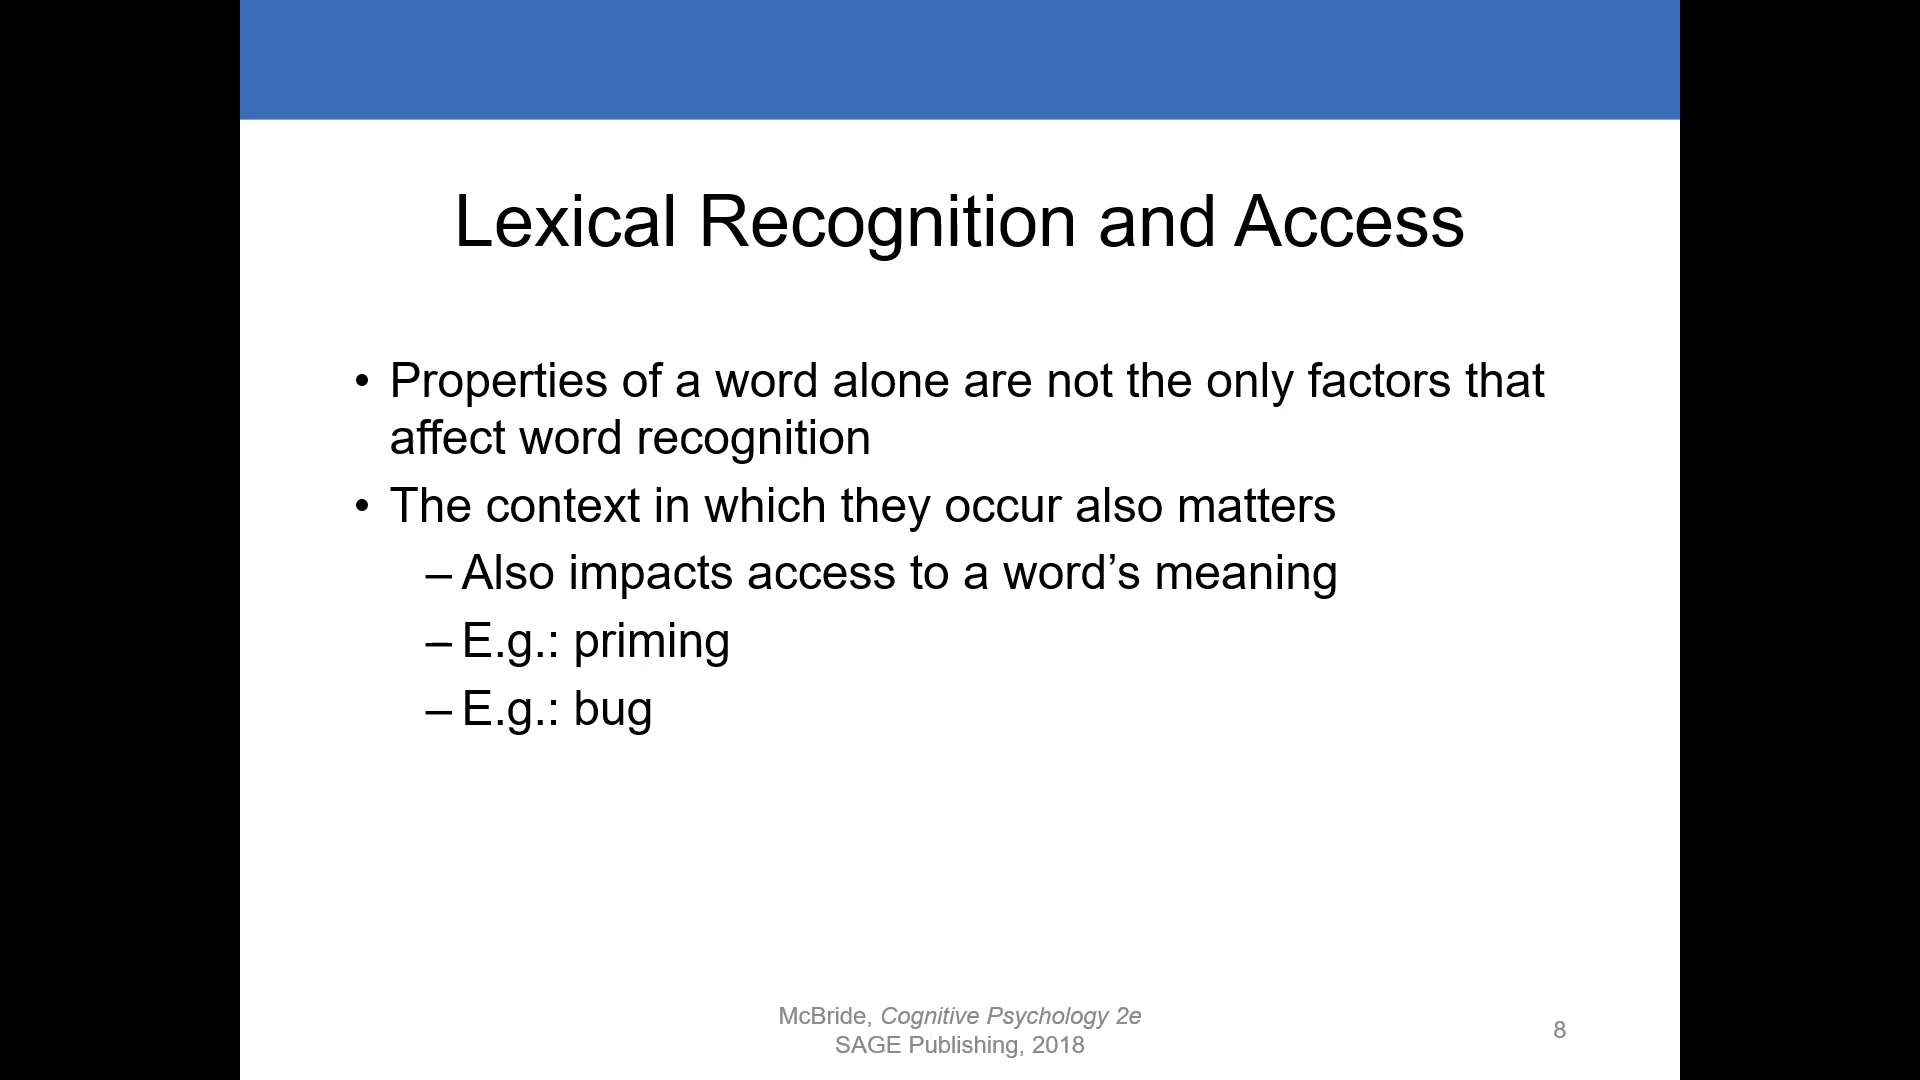 Lexical Recognition and Access
• Properties of a word alone are not the only factors that
affect word recognition
• The context in which they occur also matters
– Also impacts access to a word’s meaning
– E.g.: priming
– E.g.: bug
McBride, Cognitive Psychology 2e
SAGE Publishing, 2018
8